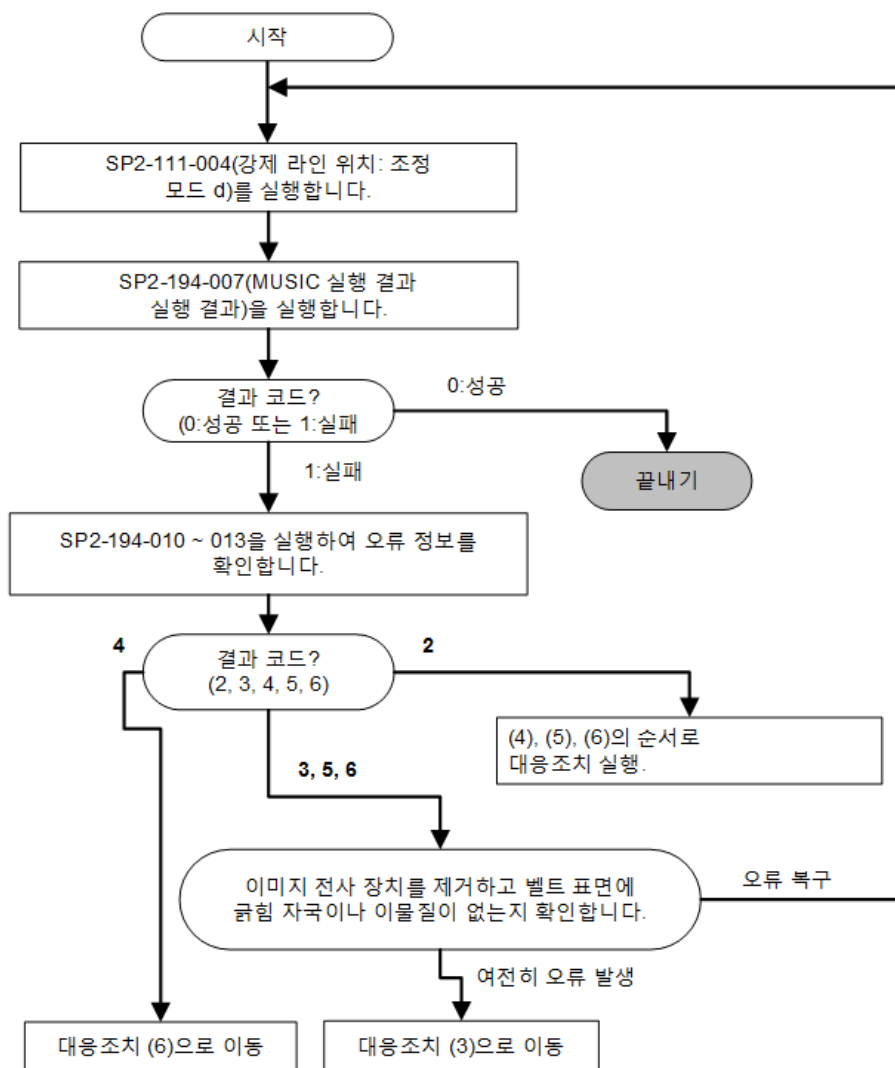 시작
SP2-111-004(강제 라인 위치: 조정
모드 d)를 실행합니다.
SP2-194-007(MUSIC 실행 결과
실행 결과)을 실행합니다.
결과 코드?
(0:성공 또는 1:실패
0:성공
끝내기
1:실패
SP2-194-010 ~ 013을 실행하여 오류 정보를
확인합니다.
4
결과 코드?
(2, 3, 4, 5, 6)
2
(4), (5), (6)의 순서로
대응조치 실행.
3, 5, 6
이미지 전사 장치를 제거하고 벨트 표면에
긁힘 자국이나 이물질이 없는지 확인합니다.
오류 복구
여전히 오류 발생
대응조치 (6)으로 이동
대응조치 (3)으로 이동